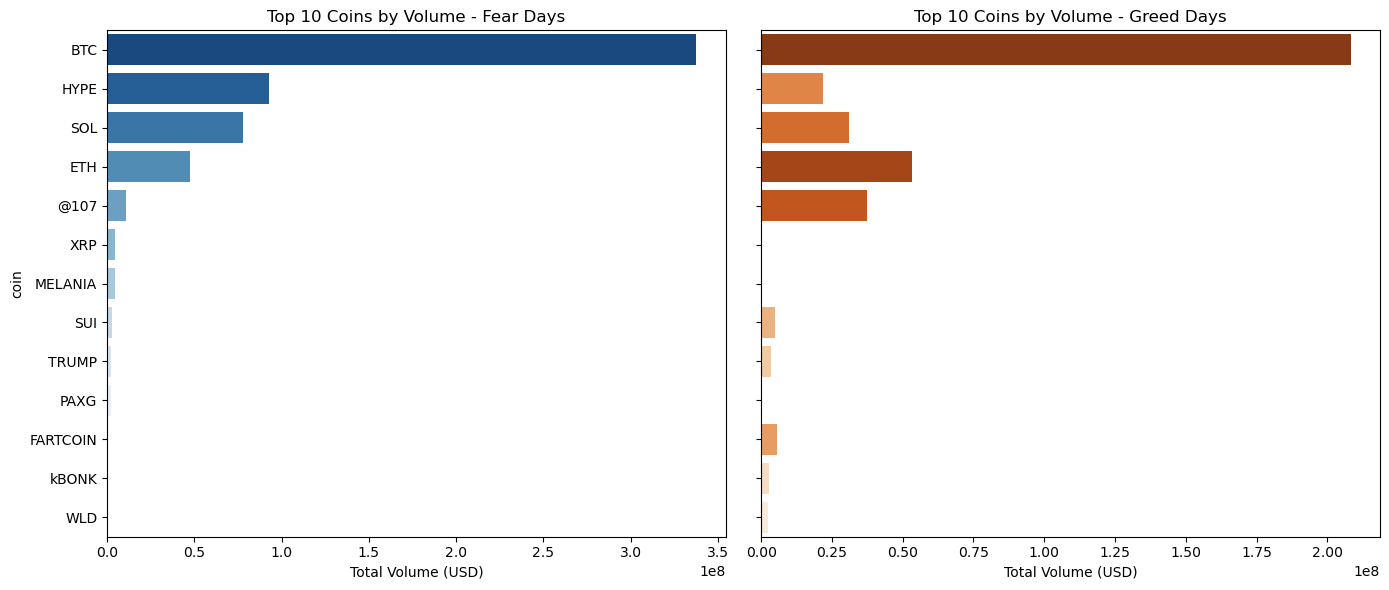 Top 10 Coins by Volume - Fear Days
coin
BTC
HYPE
SOL
ETH
@107
XRP
MELANIA
SUI
TRUMP
PAXG
FARTCOIN
kBONK
WLD
0.0 0.5 1.0 1.5 2.0 2.5 3.0 3.5
1e8
Total Volume (USD)
Top 10 Coins by Volume - Greed Days
0.00 0.25 0.50 0.75 1.00 1.25 1.50 1.75 2.00
1e8
Total Volume (USD)